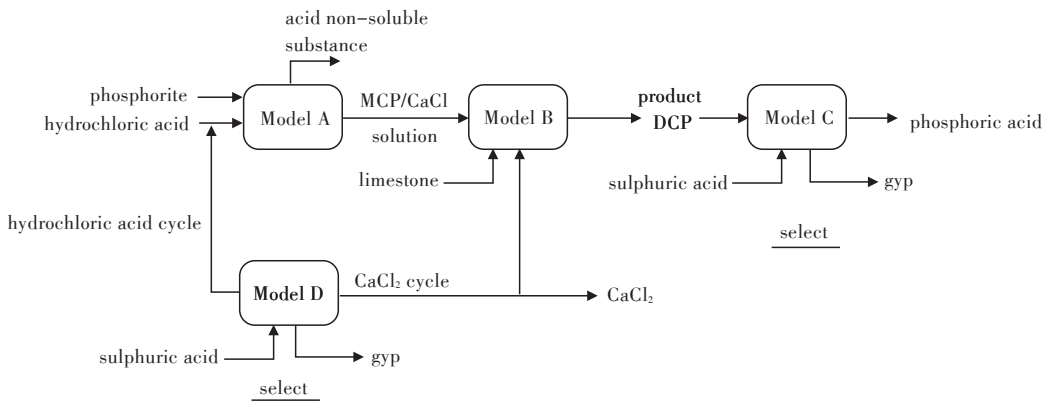 acid non-soluble
substance
phosphorite
hydrochloric acid
Model A
MCP/CaCl
solution
Model B
product
DCP
Model C
phosphoric acid
limestone
sulphuric acid
gyp
select
hydrochloric acid cycle
Model D
CaCl₂ cycle
CaCl₂
sulphuric acid
gyp
select